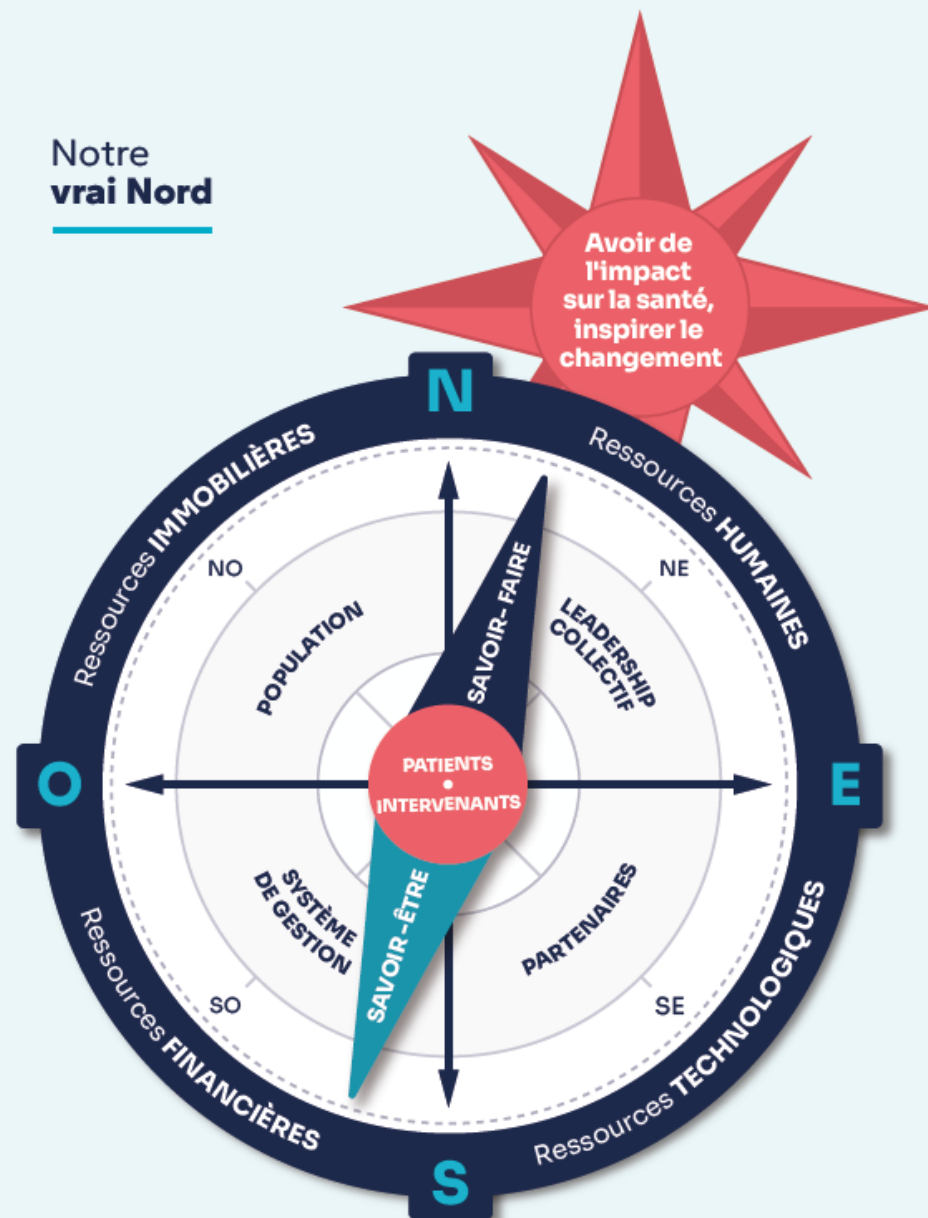 Notre
vrai Nord
Avoir de
l'impact
sur la santé,
inspirer le
changement
N
Ressources IMMOBILIÈRES
Ressources HUMAINES
NO
NE
POPULATION
SAVOIR-FAIRE
LEADERSHIP
COLLECTIF
O
PATIENTS
INTERVENANTS
E
SYSTÈME
DE GESTION
SAVOIR-ÊTRE
PARTENAIRES
SO
SE
Ressources FINANCIÈRES
Ressources TECHNOLOGIQUES
S